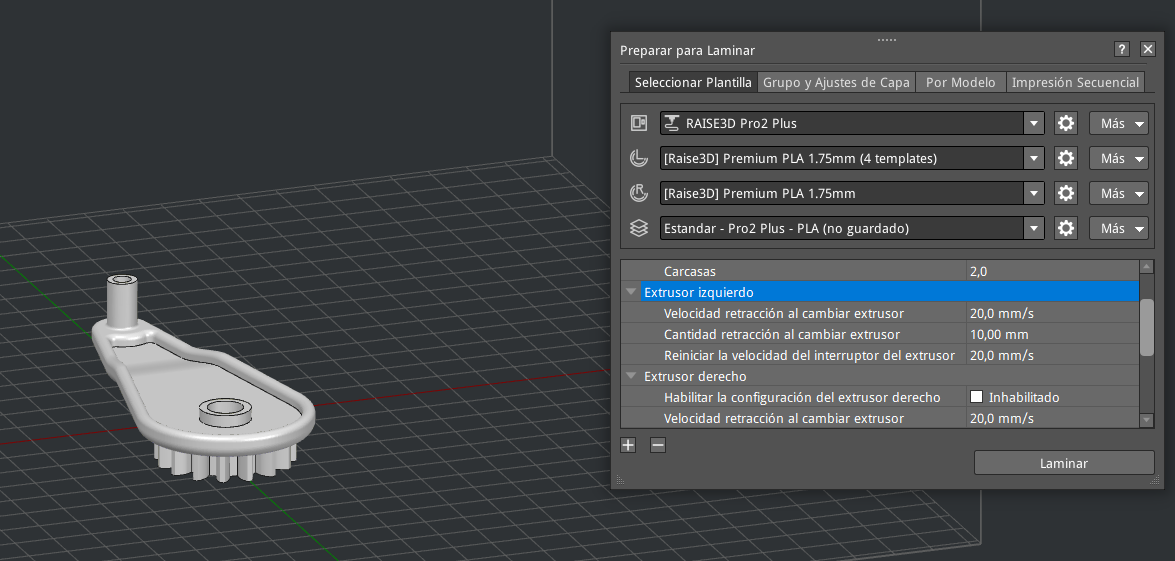 Preparar para Laminar
?
Seleccionar Plantilla Grupo y Ajustes de Capa Por Modelo Impresión Secuencial
RAISE3D Pro2 Plus Más
L [Raise3D] Premium PLA 1.75mm (4 templates) Más
R [Raise3D] Premium PLA 1.75mm Más
Estandar - Pro2 Plus - PLA (no guardado) Más
Carcasas 2,0
Extrusor izquierdo
Velocidad retracción al cambiar extrusor 20,0 mm/s
Cantidad retracción al cambiar extrusor 10,00 mm
Reiniciar la velocidad del interruptor del extrusor 20,0 mm/s
Extrusor derecho
Habilitar la configuración del extrusor derecho Inhabilitado
Velocidad retracción al cambiar extrusor 20,0 mm/s
Laminar